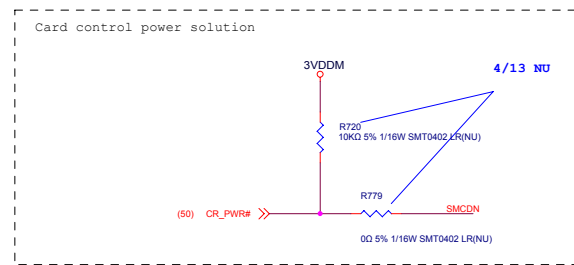 Card control power solution
3VDDM
4/13 NU
R720
10KΩ 5% 1/16W SMT0402 LR(NU)
R779
(50) CR_PWR# SMCDN
0Ω 5% 1/16W SMT0402 LR(NU)